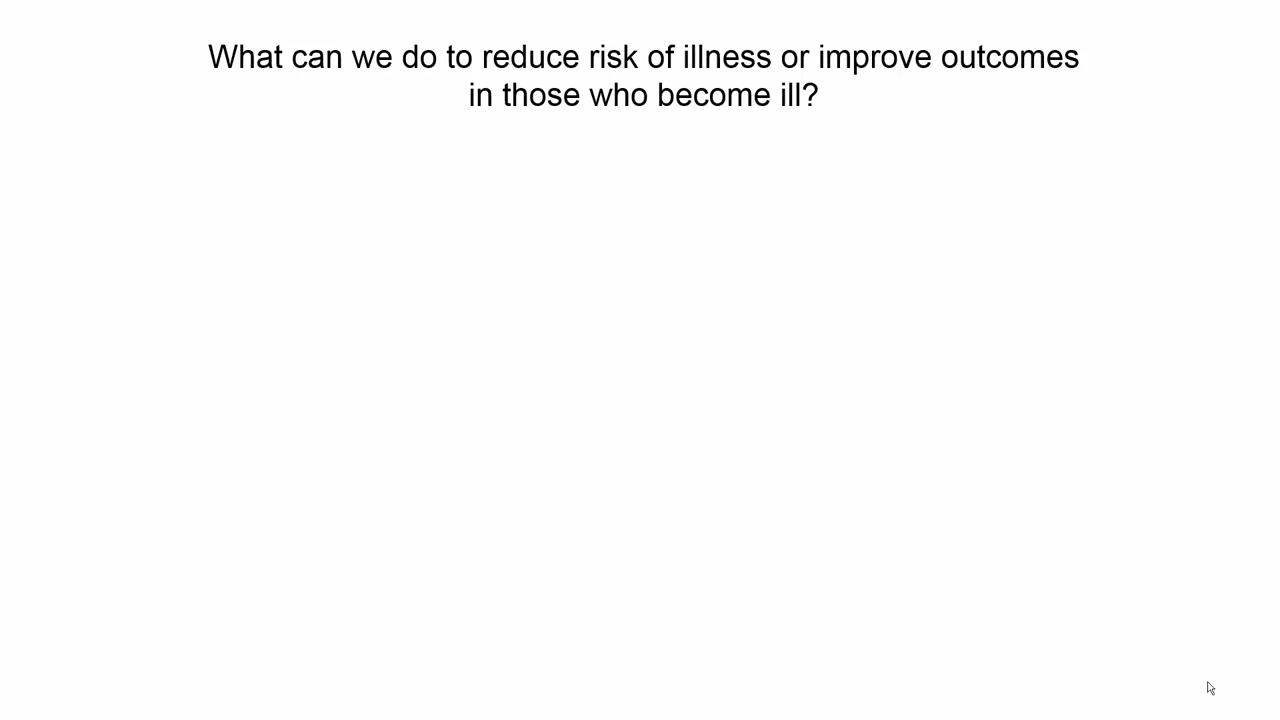 What can we do to reduce risk of illness or improve outcomes
in those who become ill?